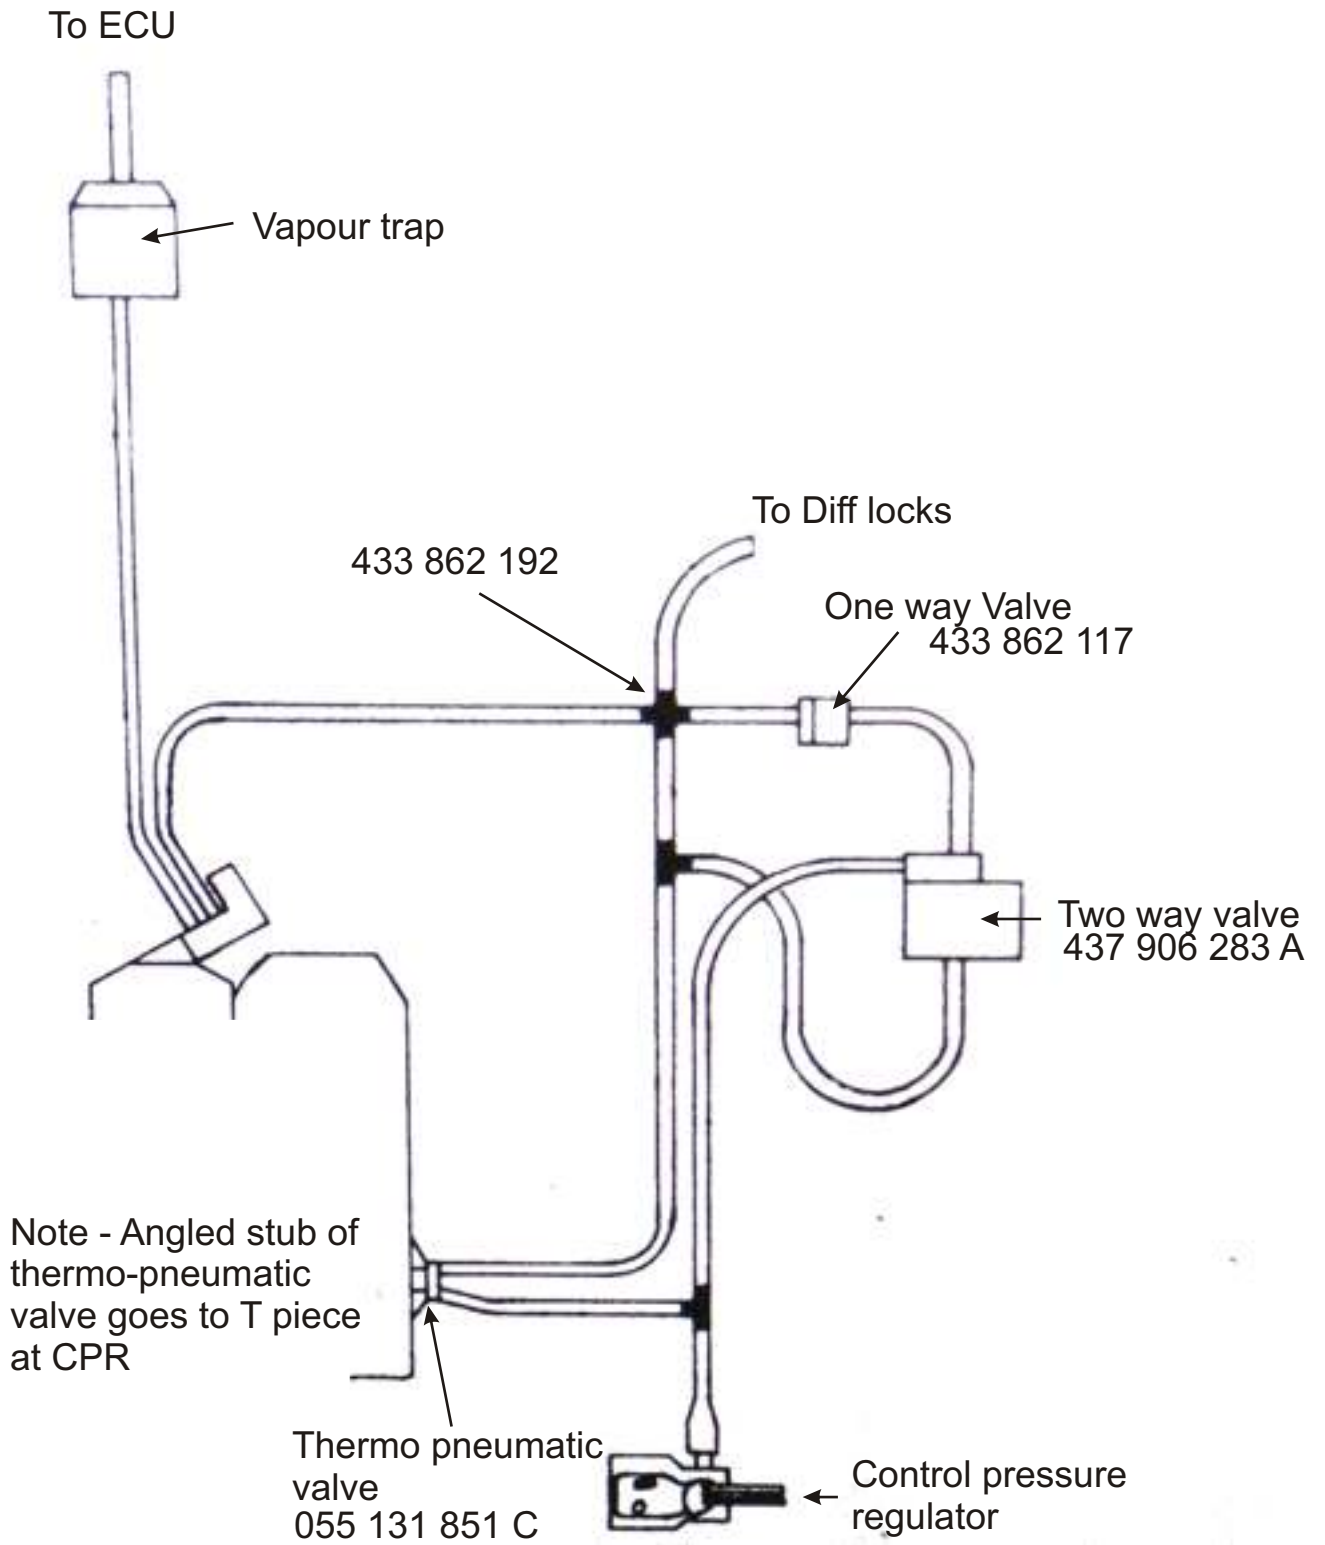 To ECU
Vapour trap
To Diff locks
433 862 192
One way Valve
433 862 117
Two way valve
437 906 283 A
Note - Angled stub of
thermo-pneumatic
valve goes to T piece
at CPR
Thermo pneumatic
valve
055 131 851 C
Control pressure
regulator